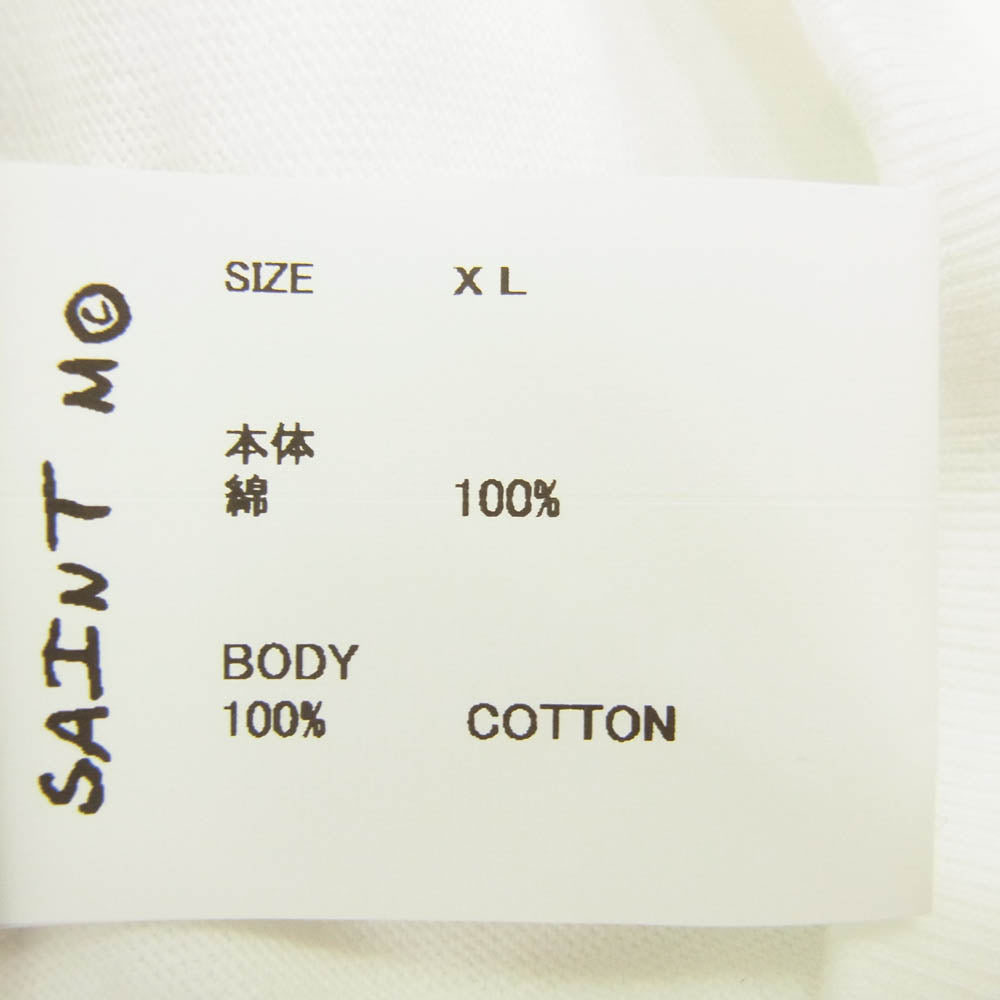 SAINT M©
SIZE XL
本体
綿 100%
BODY
100% COTTON